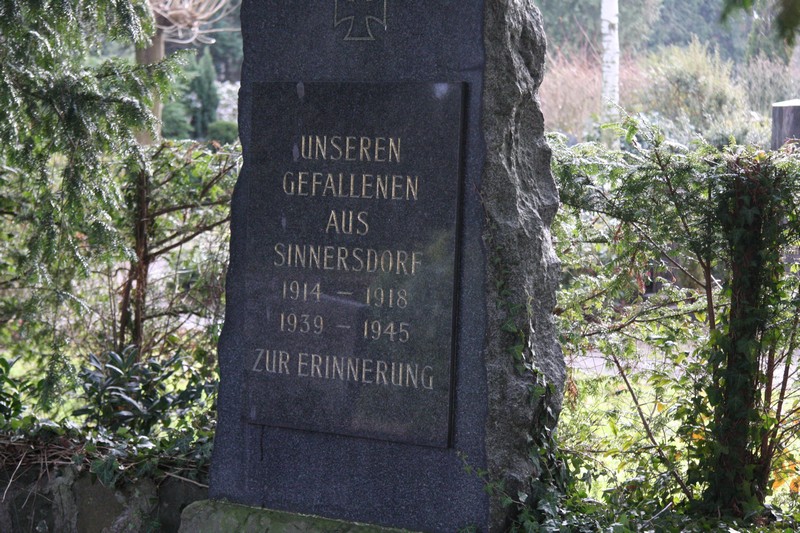 UNSEREN
GEFALLENEN
AUS
SINNERSDORF
1914 – 1918
1939 – 1945
ZUR ERINNERUNG